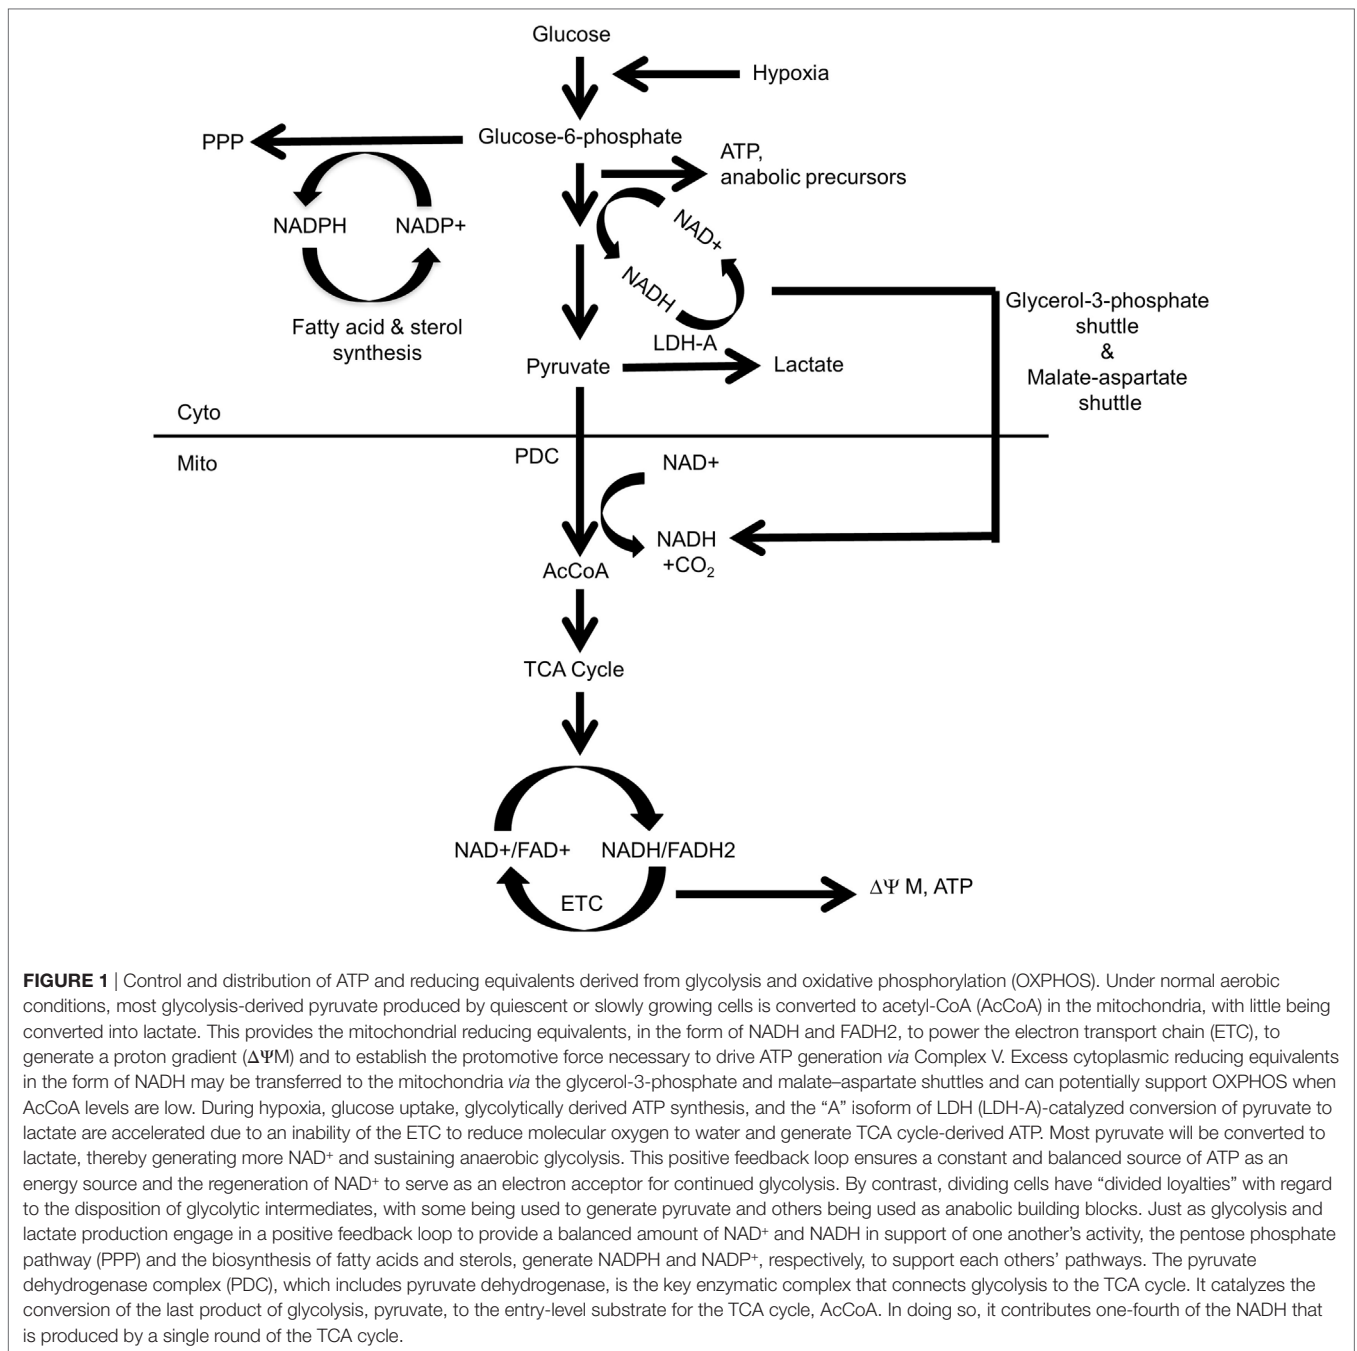 Glucose
Hypoxia
Glucose-6-phosphate
PPP
ATP,
anabolic precursors
NADPH
NADP+
NAD+
NADH
Fatty acid & sterol
synthesis
Glycerol-3-phosphate
shuttle
&
Malate-aspartate
shuttle
LDH-A
Pyruvate
Lactate
Cyto
Mito
PDC
NAD+
NADH
+CO₂
AcCoA
TCA Cycle
NAD+/FAD+
NADH/FADH2
ETC
ΔΨ M, ATP
FIGURE 1 | Control and distribution of ATP and reducing equivalents derived from glycolysis and oxidative phosphorylation (OXPHOS). Under normal aerobic
conditions, most glycolysis-derived pyruvate produced by quiescent or slowly growing cells is converted to acetyl-CoA (AcCoA) in the mitochondria, with little being
converted into lactate. This provides the mitochondrial reducing equivalents, in the form of NADH and FADH2, to power the electron transport chain (ETC), to
generate a proton gradient (ΔΨM) and to establish the protomotive force necessary to drive ATP generation via Complex V. Excess cytoplasmic reducing equivalents
in the form of NADH may be transferred to the mitochondria via the glycerol-3-phosphate and malate–aspartate shuttles and can potentially support OXPHOS when
AcCoA levels are low. During hypoxia, glucose uptake, glycolytically derived ATP synthesis, and the “A” isoform of LDH (LDH-A)-catalyzed conversion of pyruvate to
lactate are accelerated due to an inability of the ETC to reduce molecular oxygen to water and generate TCA cycle-derived ATP. Most pyruvate will be converted to
lactate, thereby generating more NAD⁺ and sustaining anaerobic glycolysis. This positive feedback loop ensures a constant and balanced source of ATP as an
energy source and the regeneration of NAD⁺ to serve as an electron acceptor for continued glycolysis. By contrast, dividing cells have “divided loyalties” with regard
to the disposition of glycolytic intermediates, with some being used to generate pyruvate and others being used as anabolic building blocks. Just as glycolysis and
lactate production engage in a positive feedback loop to provide a balanced amount of NAD⁺ and NADH in support of one another’s activity, the pentose phosphate
pathway (PPP) and the biosynthesis of fatty acids and sterols, generate NADPH and NADP⁺, respectively, to support each others’ pathways. The pyruvate
dehydrogenase complex (PDC), which includes pyruvate dehydrogenase, is the key enzymatic complex that connects glycolysis to the TCA cycle. It catalyzes the
conversion of the last product of glycolysis, pyruvate, to the entry-level substrate for the TCA cycle, AcCoA. In doing so, it contributes one-fourth of the NADH that
is produced by a single round of the TCA cycle.